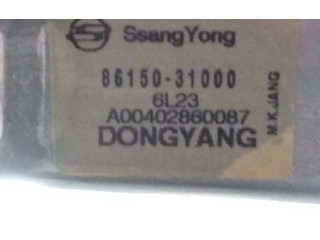 SsangYong
86150-31000
6L23
A00402860087
DONGYANG
M.K.JANG